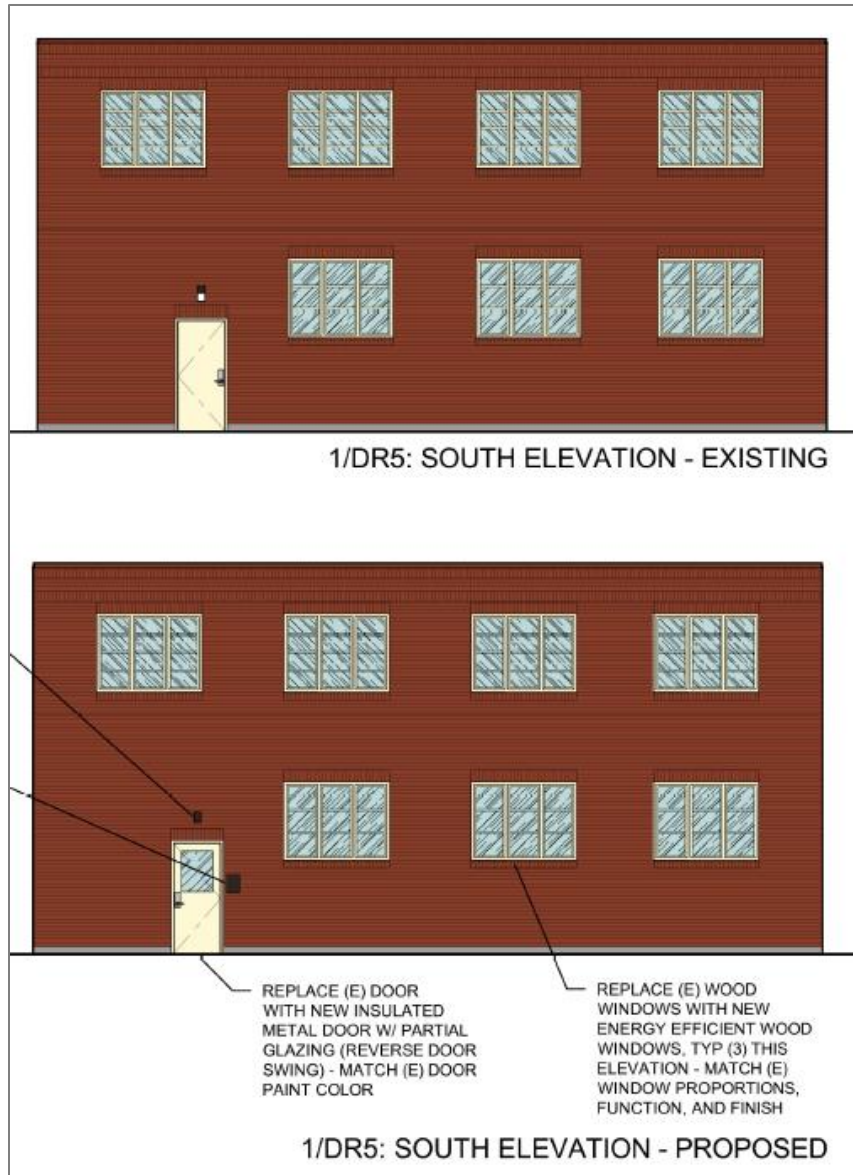 1/DR5: SOUTH ELEVATION - EXISTING
REPLACE (E) DOOR
WITH NEW INSULATED
METAL DOOR W/ PARTIAL
GLAZING (REVERSE DOOR
SWING) - MATCH (E) DOOR
PAINT COLOR
REPLACE (E) WOOD
WINDOWS WITH NEW
ENERGY EFFICIENT WOOD
WINDOWS, TYP (3) THIS
ELEVATION - MATCH (E)
WINDOW PROPORTIONS,
FUNCTION, AND FINISH
1/DR5: SOUTH ELEVATION - PROPOSED